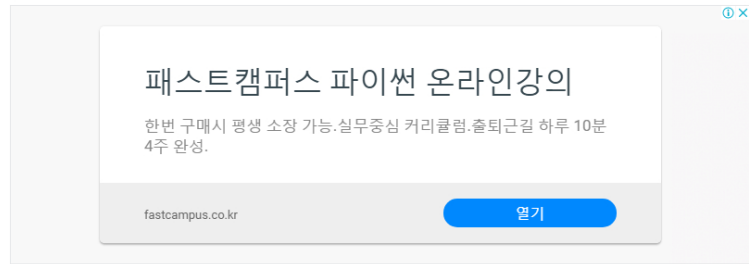 패스트캠퍼스 파이썬 온라인강의
한번 구매시 평생 소장 가능.실무중심 커리큘럼.출퇴근길 하루 10분
4주 완성.
fastcampus.co.kr
열기